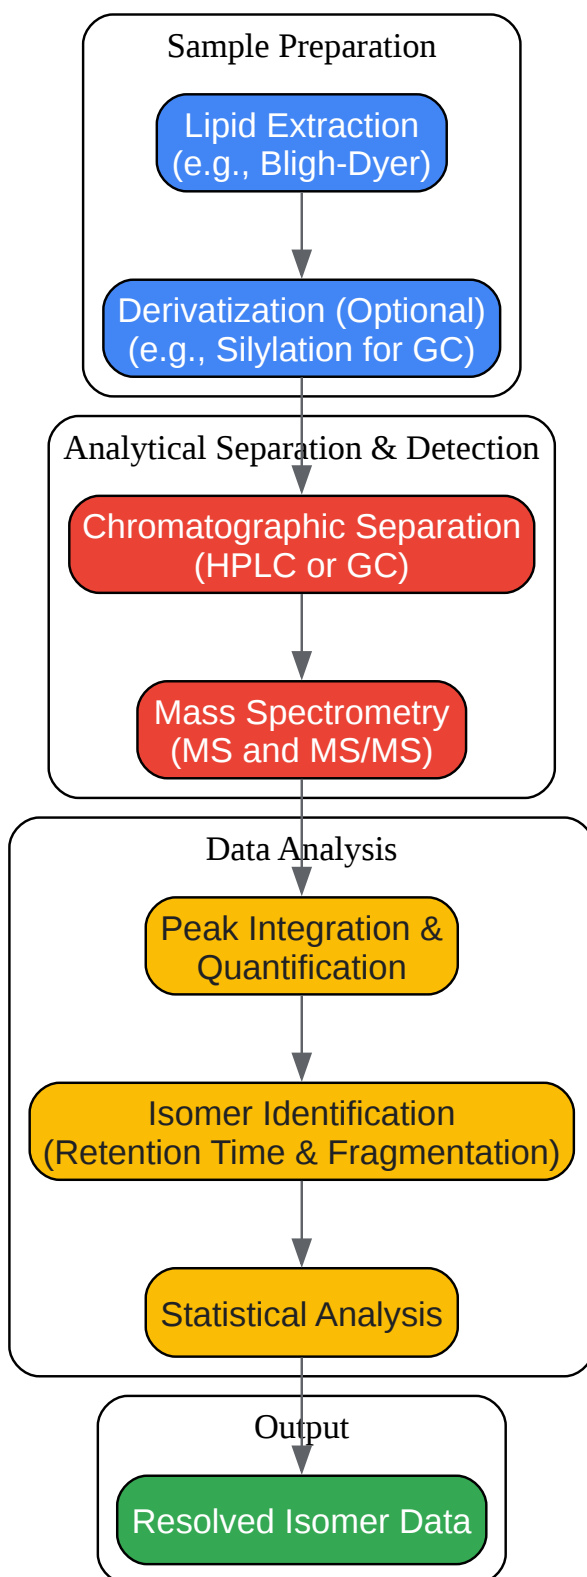 Sample Preparation
Lipid Extraction
(e.g., Bligh-Dyer)
Derivatization (Optional)
(e.g., Silylation for GC)
Analytical Separation & Detection
Chromatographic Separation
(HPLC or GC)
Mass Spectrometry
(MS and MS/MS)
Data Analysis
Peak Integration &
Quantification
Isomer Identification
(Retention Time & Fragmentation)
Statistical Analysis
Output
Resolved Isomer Data